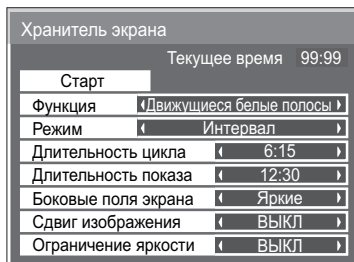 Хранитель экрана
Текущее время 99:99
Старт
Функция Движущиеся белые полосы
Режим Интервал
Длительность цикла 6:15
Длительность показа 12:30
Боковые поля экрана Яркие
Сдвиг изображения ВЫКЛ
Ограничение яркости ВЫКЛ